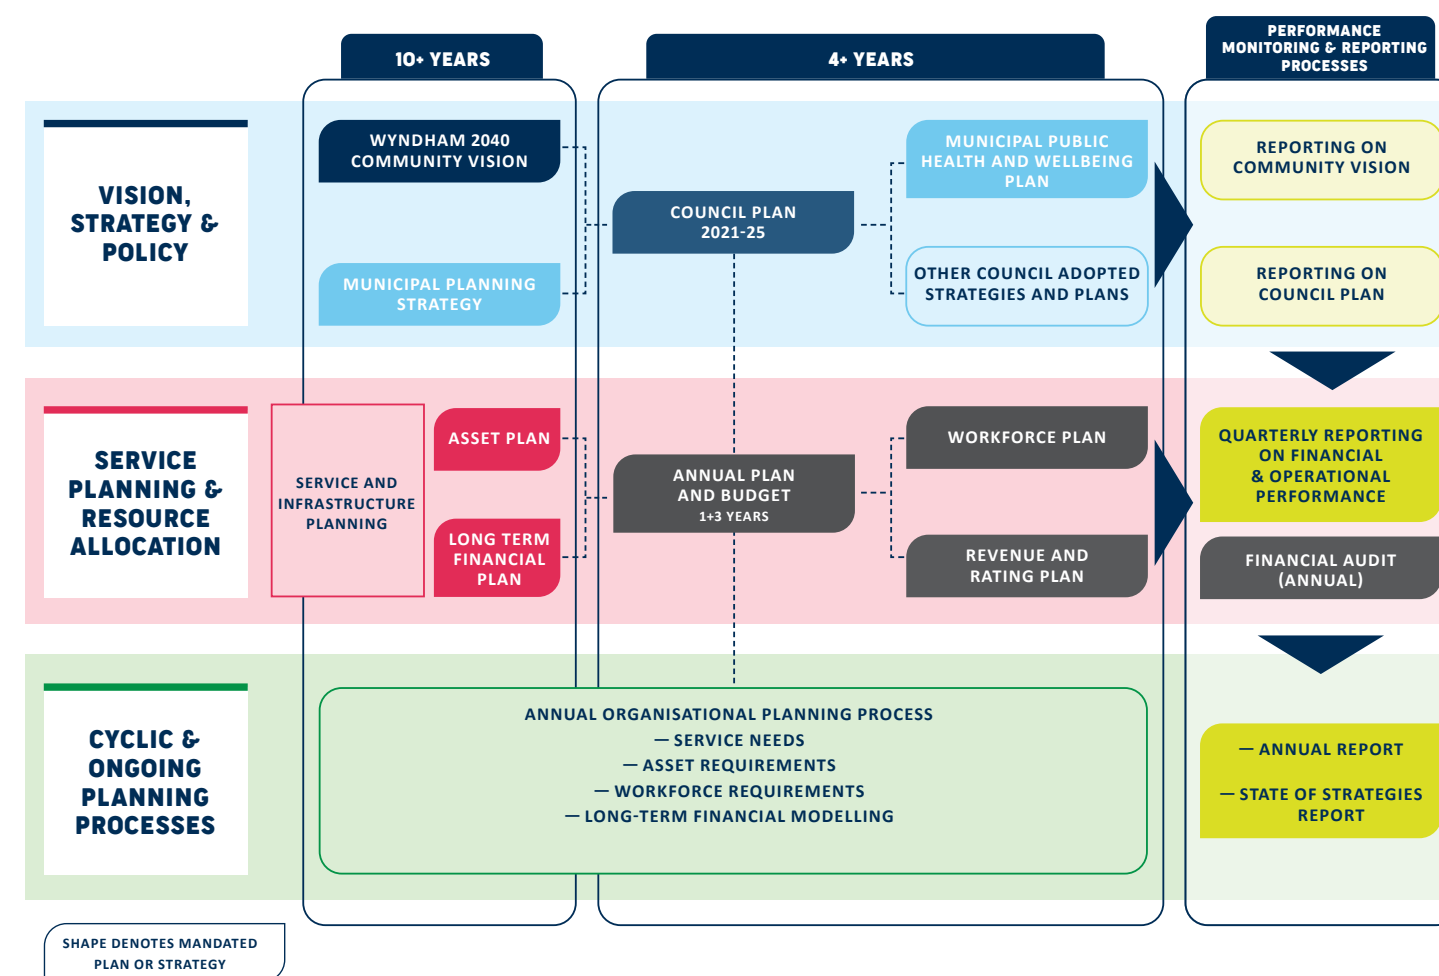 10+ YEARS
4+ YEARS
PERFORMANCE
MONITORING & REPORTING
PROCESSES
VISION,
STRATEGY &
POLICY
WYNDHAM 2040
COMMUNITY VISION
MUNICIPAL PLANNING
STRATEGY
COUNCIL PLAN
2021-25
MUNICIPAL PUBLIC
HEALTH AND WELLBEING
PLAN
OTHER COUNCIL ADOPTED
STRATEGIES AND PLANS
REPORTING ON
COMMUNITY VISION
REPORTING ON
COUNCIL PLAN
SERVICE
PLANNING &
RESOURCE
ALLOCATION
SERVICE AND
INFRASTRUCTURE
PLANNING
ASSET PLAN
LONG TERM
FINANCIAL
PLAN
ANNUAL PLAN
AND BUDGET
1+3 YEARS
WORKFORCE PLAN
REVENUE AND
RATING PLAN
QUARTERLY REPORTING
ON FINANCIAL
& OPERATIONAL
PERFORMANCE
FINANCIAL AUDIT
(ANNUAL)
CYCLIC &
ONGOING
PLANNING
PROCESSES
ANNUAL ORGANISATIONAL PLANNING PROCESS
— SERVICE NEEDS
— ASSET REQUIREMENTS
— WORKFORCE REQUIREMENTS
— LONG-TERM FINANCIAL MODELLING
— ANNUAL REPORT
— STATE OF STRATEGIES
REPORT
SHAPE DENOTES MANDATED
PLAN OR STRATEGY